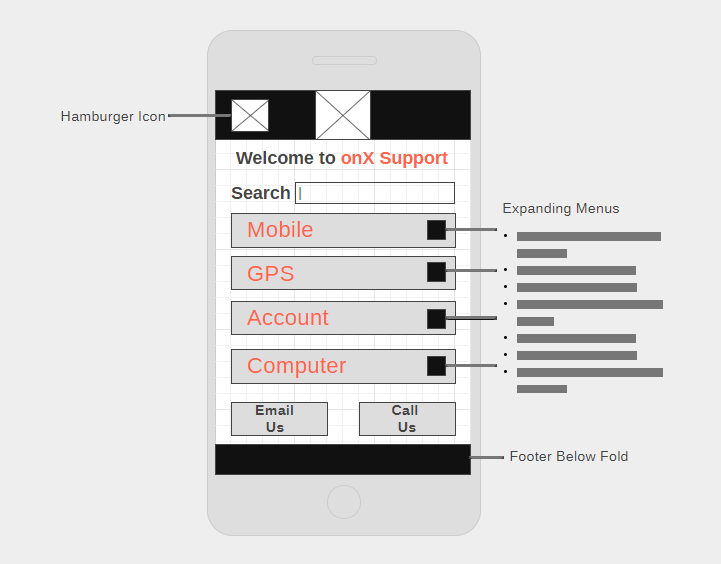 Hamburger Icon
Welcome to onX Support
Search
Expanding Menus
Mobile
GPS
Account
Computer
Email
Us
Call
Us
Footer Below Fold